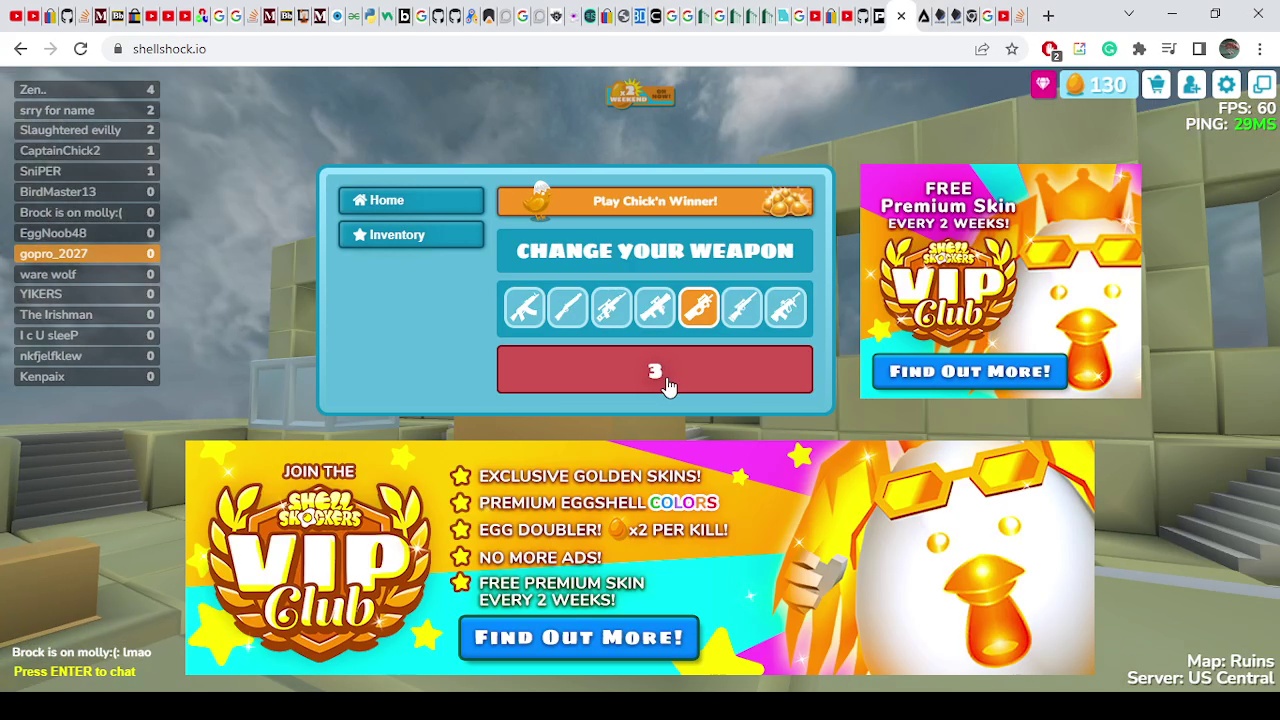 shellshock.io
2
Zen.. 4
srry for name 2
Slaughtered evilly 2
CaptainChick2 1
SniPER 1
BirdMaster13 0
Brock is on molly:( 0
EggNoob48 0
gopro_2027 0
ware wolf 0
YIKERS 0
The Irishman 0
I c U sleeP 0
nkfjelfklew 0
Kenpaix 0
x2
WEEKEND
ON NOW!
130
FPS: 60
PING: 29MS
Home
Inventory
Play Chick'n Winner!
CHANGE YOUR WEAPON
3
FREE
Premium Skin
EVERY 2 WEEKS!
SHELL
SHOCKERS
VIP
Club
FIND OUT MORE!
JOIN THE
SHELL
SHOCKERS
VIP
Club
EXCLUSIVE GOLDEN SKINS!
PREMIUM EGGSHELL COLORS
EGG DOUBLER! x2 PER KILL!
NO MORE ADS!
FREE PREMIUM SKIN
EVERY 2 WEEKS!
FIND OUT MORE!
Brock is on molly:(: lmao
Press ENTER to chat
Map: Ruins
Server: US Central